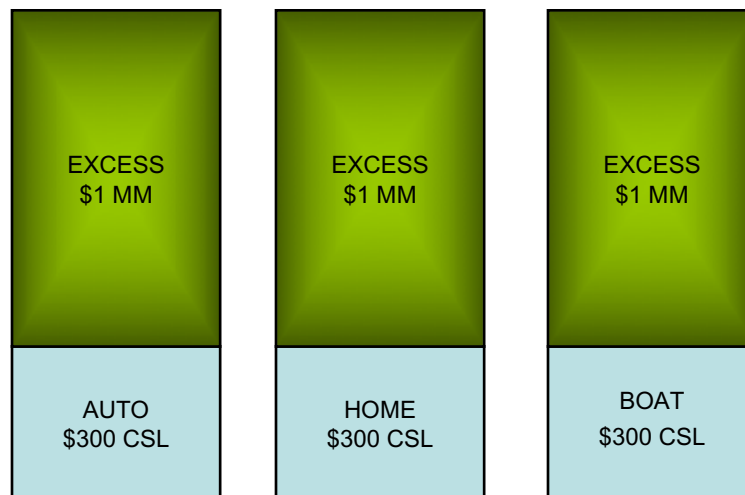 EXCESS
$1 MM
EXCESS
$1 MM
EXCESS
$1 MM
AUTO
$300 CSL
HOME
$300 CSL
BOAT
$300 CSL